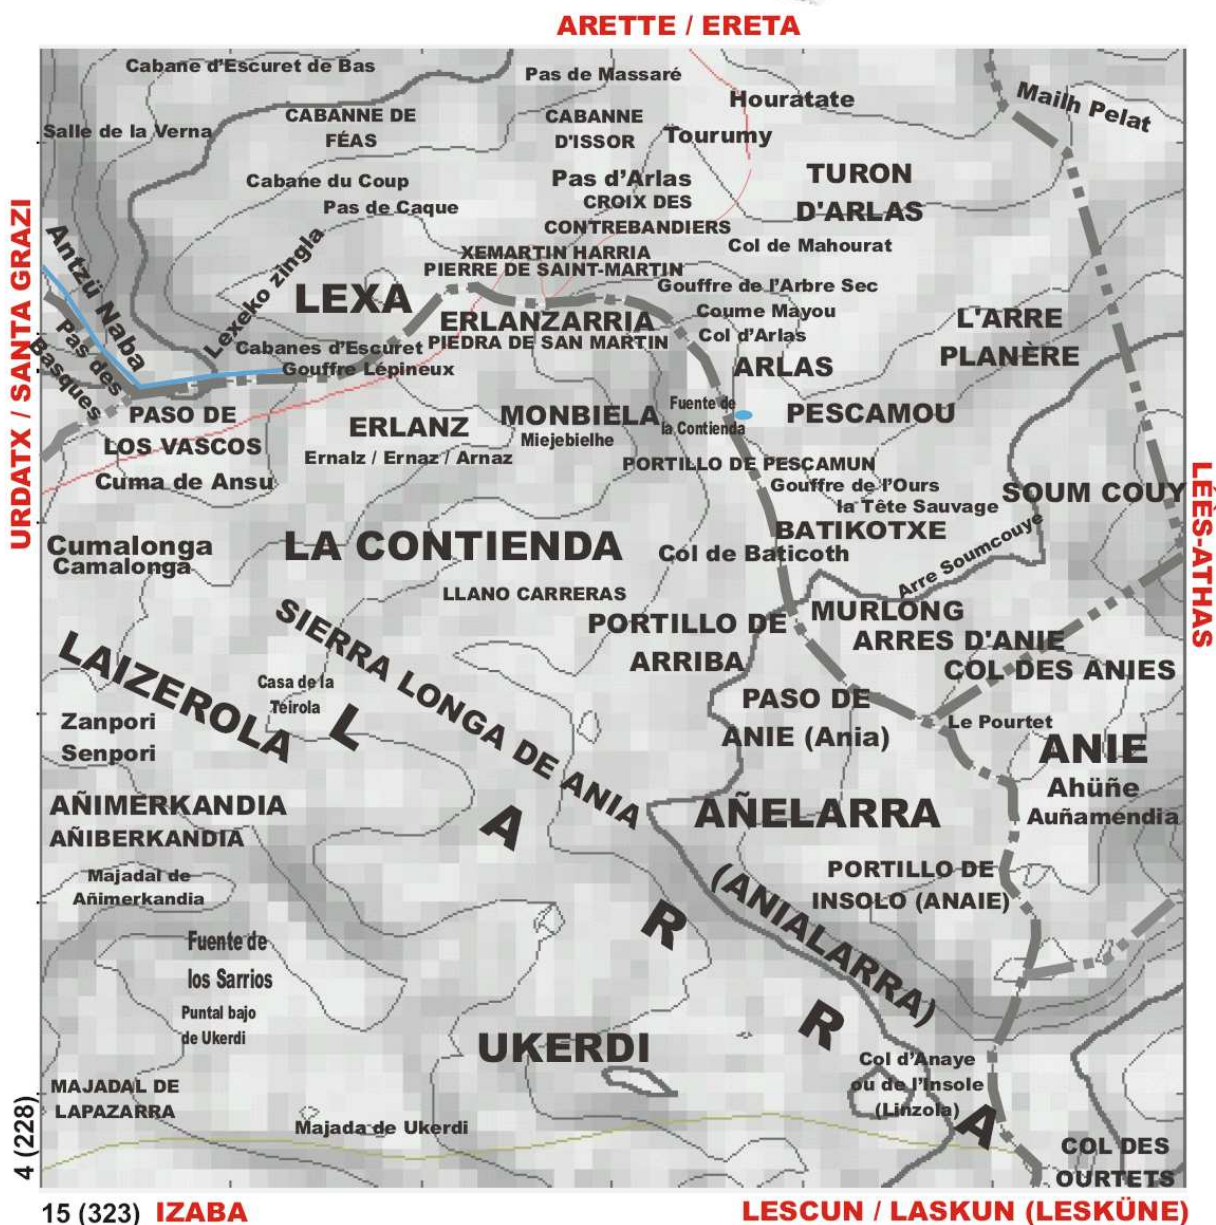 ARETTE / ERETA
Cabane d'Escuret de Bas
Pas de Massaré
Houratate
Mailh Pelat
Salle de la Verna
CABANNE DE
FÉAS
CABANNE
D'ISSOR
Tourumy
Cabane du Coup
Pas d'Arlas
TURON
D'ARLAS
Pas de Caque
CROIX DES
CONTREBANDIERS
URDATX / SANTA GRAZI
Antzü Naba
Lexeko zingla
XEMARTIN HARRIA
PIERRE DE SAINT-MARTIN
Col de Mahourat
LEXA
Gouffre de l'Arbre Sec
ERLANZARRIA
PIEDRA DE SAN MARTIN
Coume Mayou
Col d'Arlas
L'ARRE
PLANÈRE
Pas des
Basques
Cabanes d'Escuret
Gouffre Lépineux
ARLAS
PASO DE
LOS VASCOS
ERLANZ
Ernalz / Ernaz / Arnaz
MONBIELA
Miejebielhe
Fuente de
la Contienda
PESCAMOU
Cuma de Ansu
PORTILLO DE PESCAMUN
Gouffre de l'Ours
la Tête Sauvage
SOUM COUY
LÉES-ATHAS
Cumalonga
Camalonga
LA CONTIENDA
BATIKOTXE
Col de Baticoth
Arre Soumcouye
LLANO CARRERAS
PORTILLO DE
ARRIBA
MURLONG
ARRES D'ANIE
COL DES ANIES
SIERRA LONGA DE ANIA
LAIZEROLA
Casa de la
Teirola
PASO DE
ANIE (Ania)
Le Pourtet
Zanpori
Senpori
ANIE
Ahüñe
Auñamendia
L
A
R
R
A
AÑIMERKANDIA
AÑIBERKANDIA
AÑELARRA
(ANIALARRA)
Majadal de
Añimerkandia
PORTILLO DE
INSOLO (ANAIE)
Fuente de
los Sarrios
Puntal bajo
de Ukerdi
UKERDI
Col d'Anaye
ou de l'Insole
(Linzola)
MAJADAL DE
LAPAZARRA
Majada de Ukerdi
COL DES
OURTETS
4 (228)
15 (323) IZABA
LESCUN / LASKUN (LESKÜNE)